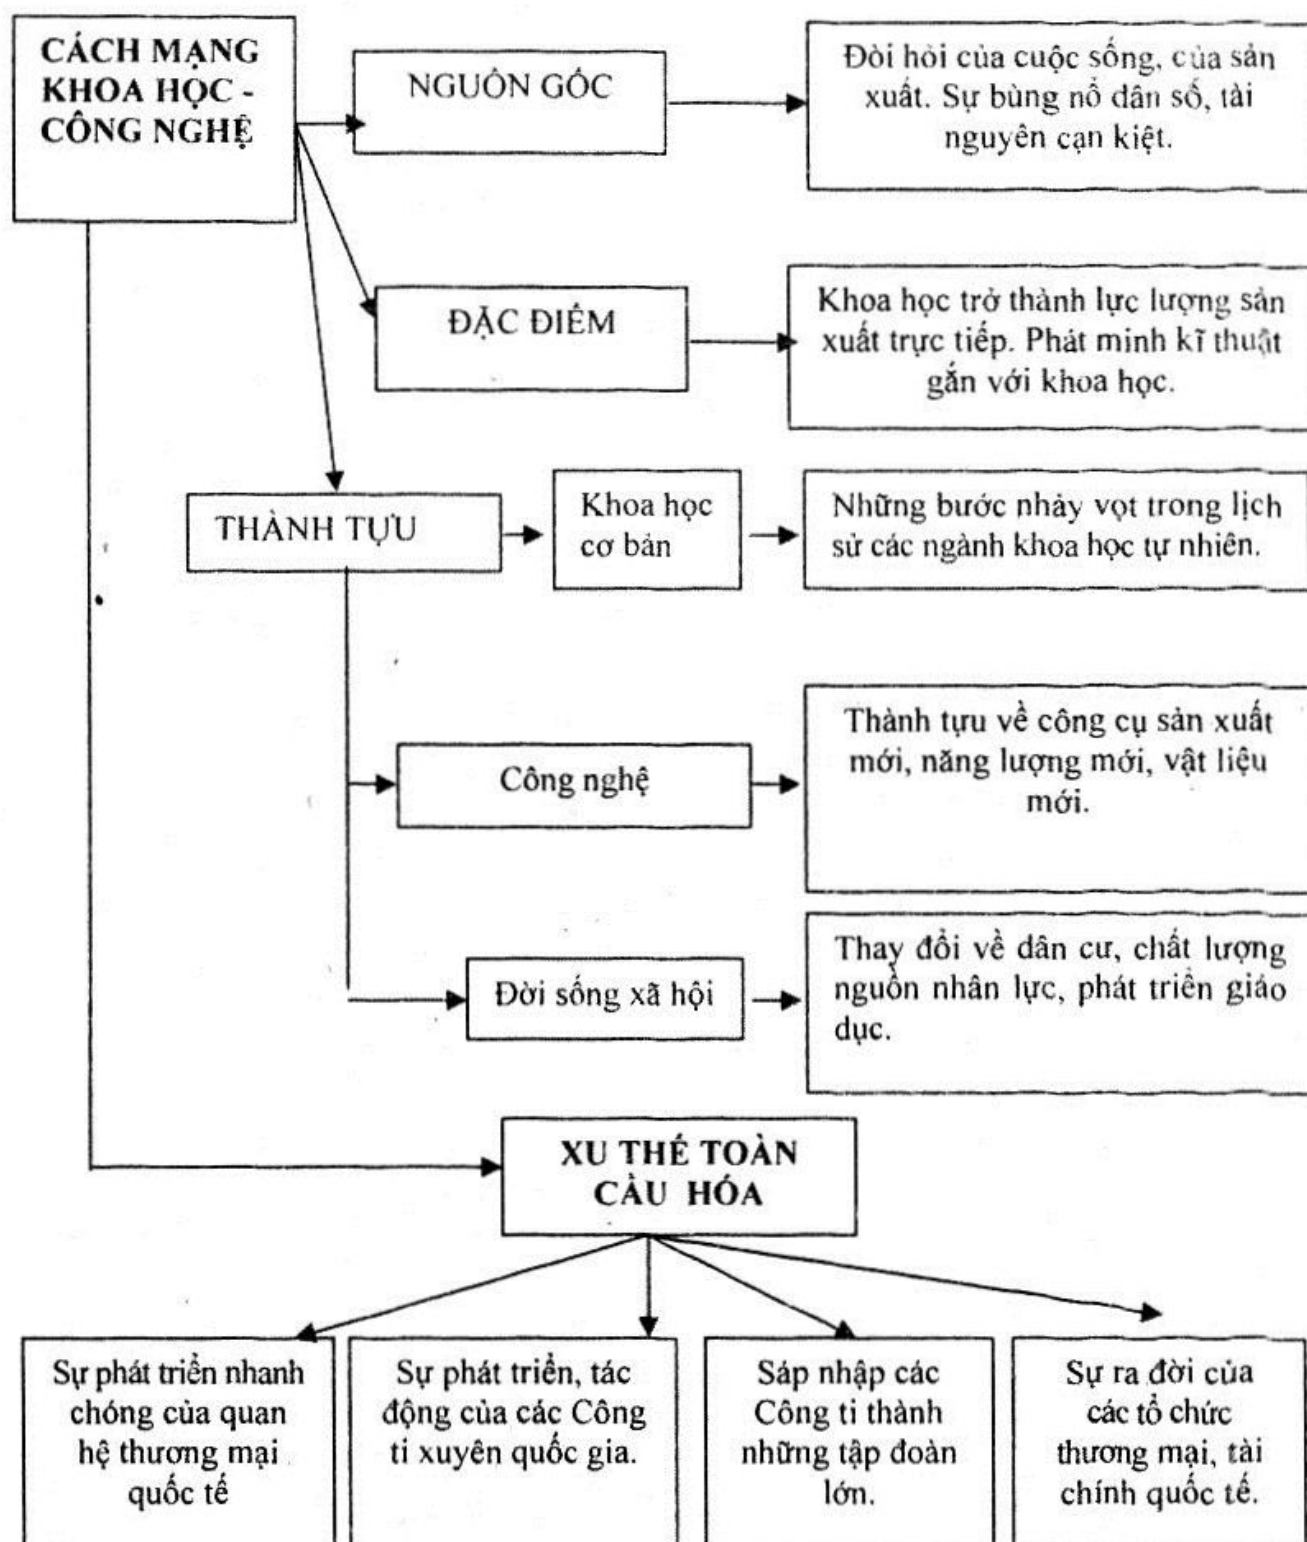 CÁCH MẠNG
KHOA HỌC -
CÔNG NGHỆ
NGUỒN GỐC
Đòi hỏi của cuộc sống, của sản
xuất. Sự bùng nổ dân số, tài
nguyên cạn kiệt.
ĐẶC ĐIỂM
Khoa học trở thành lực lượng sản
xuất trực tiếp. Phát minh kĩ thuật
gắn với khoa học.
THÀNH TỰU
Khoa học
cơ bản
Những bước nhảy vọt trong lịch
sử các ngành khoa học tự nhiên.
Công nghệ
Thành tựu về công cụ sản xuất
mới, năng lượng mới, vật liệu
mới.
Đời sống xã hội
Thay đổi về dân cư, chất lượng
nguồn nhân lực, phát triển giáo
dục.
XU THẾ TOÀN
CẦU HÓA
Sự phát triển nhanh
chóng của quan
hệ thương mại
quốc tế
Sự phát triển, tác
động của các Công
ti xuyên quốc gia.
Sáp nhập các
Công ti thành
những tập đoàn
lớn.
Sự ra đời của
các tổ chức
thương mại, tài
chính quốc tế.